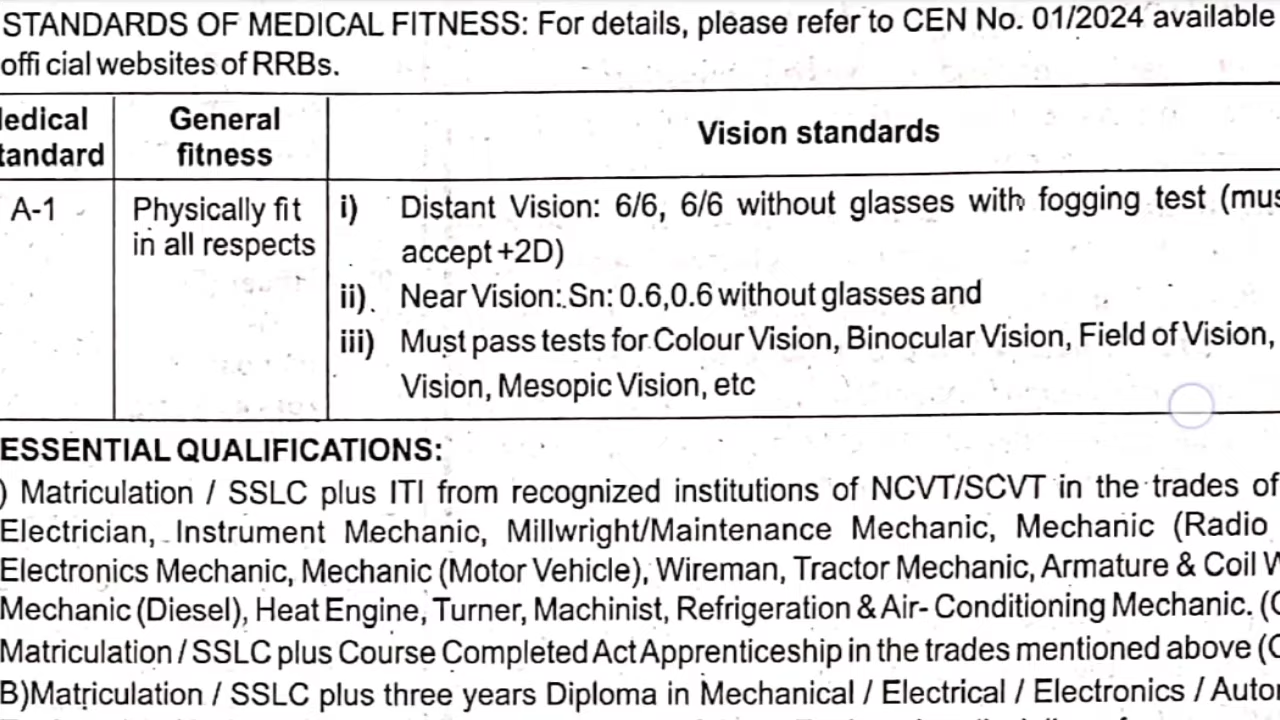 STANDARDS OF MEDICAL FITNESS: For details, please refer to CEN No. 01/2024 available
offi cial websites of RRBs.
edical General Vision standards
tandard fitness
A-1 Physically fit i) Distant Vision: 6/6, 6/6 without glasses with fogging test (mus
in all respects accept +2D)
ii). Near Vision: Sn: 0.6,0.6 without glasses and
iii) Must pass tests for Colour Vision, Binocular Vision, Field of Vision,
Vision, Mesopic Vision, etc
ESSENTIAL QUALIFICATIONS:
) Matriculation / SSLC plus ITI from recognized institutions of NCVT/SCVT in the trades of
Electrician, Instrument Mechanic, Millwright/Maintenance Mechanic, Mechanic (Radio
Electronics Mechanic, Mechanic (Motor Vehicle), Wireman, Tractor Mechanic, Armature & Coil W
Mechanic (Diesel), Heat Engine, Turner, Machinist, Refrigeration & Air- Conditioning Mechanic. (
Matriculation / SSLC plus Course Completed Act Apprenticeship in the trades mentioned above (
B)Matriculation / SSLC plus three years Diploma in Mechanical / Electrical / Electronics / Auto